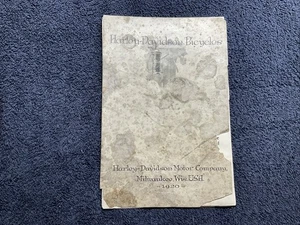 Harley-Davidson Bicycles
Harley-Davidson Motor Company,
Milwaukee, Wis. U.S.A.
1920